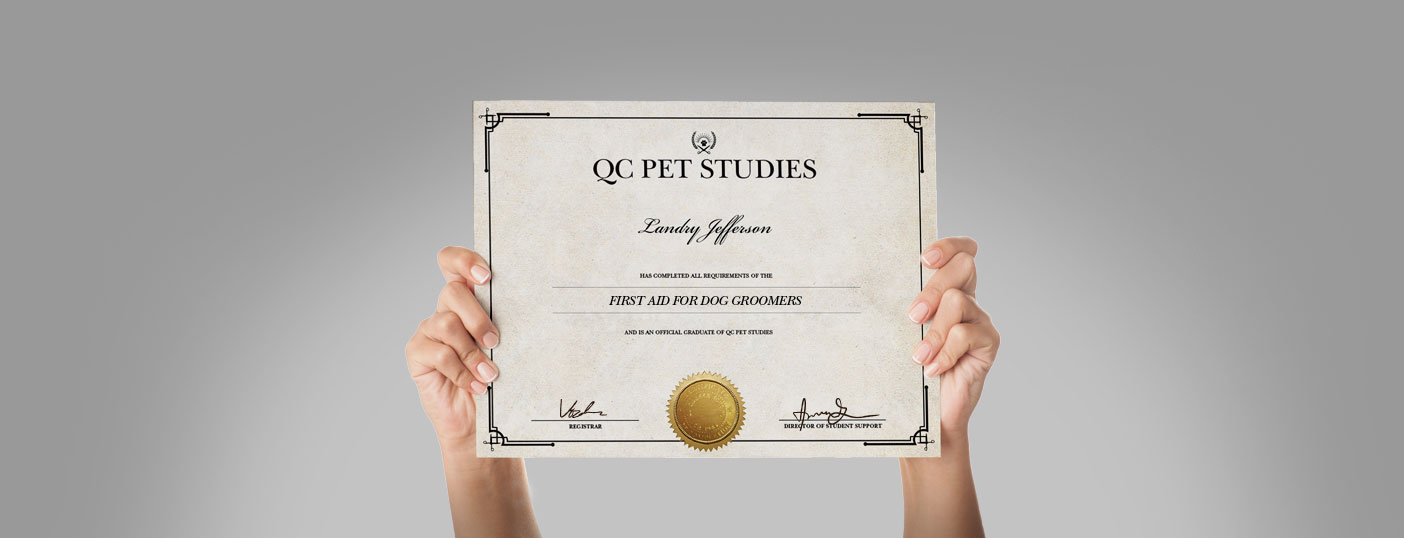 QC PET STUDIES
Landry Jefferson
HAS COMPLETED ALL REQUIREMENTS OF THE
FIRST AID FOR DOG GROOMERS
AND IS AN OFFICIAL GRADUATE OF QC PET STUDIES
REGISTRAR
DIRECTOR OF STUDENT SUPPORT